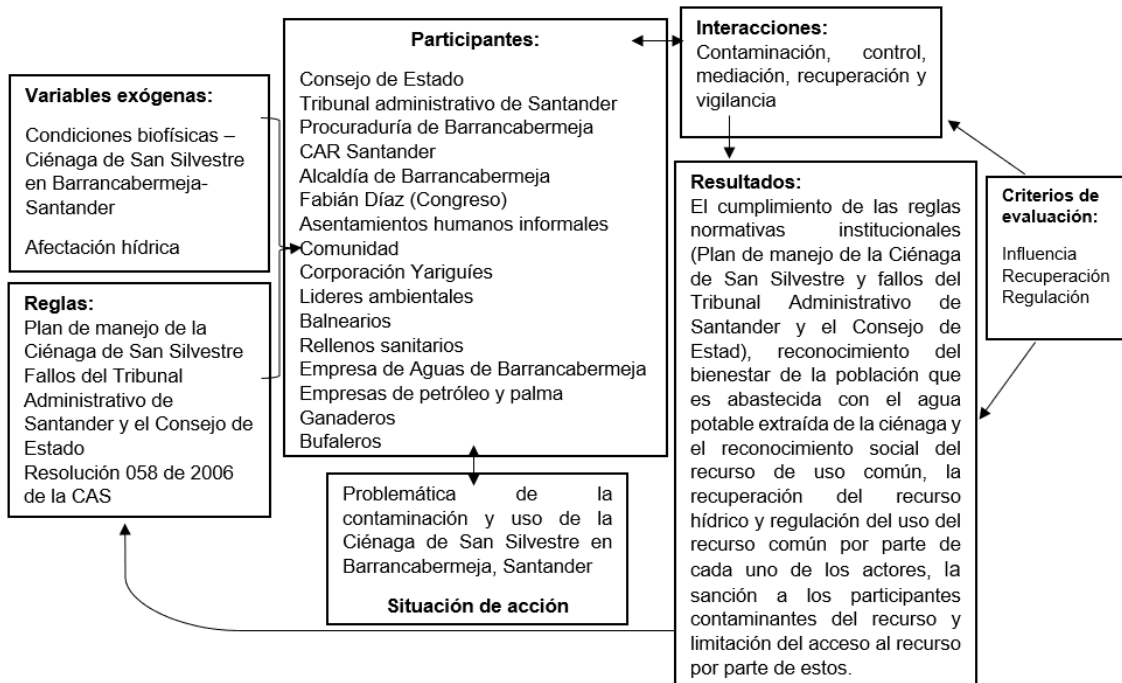 Variables exógenas:
Condiciones biofísicas –
Ciénaga de San Silvestre
en Barrancabermeja-
Santander
Afectación hídrica
Reglas:
Plan de manejo de la
Ciénaga de San Silvestre
Fallos del Tribunal
Administrativo de
Santander y el Consejo de
Estado
Resolución 058 de 2006
de la CAS
Participantes:
Consejo de Estado
Tribunal administrativo de Santander
Procuraduría de Barrancabermeja
CAR Santander
Alcaldía de Barrancabermeja
Fabián Díaz (Congreso)
Asentamientos humanos informales
Comunidad
Corporación Yariguíes
Lideres ambientales
Balnearios
Rellenos sanitarios
Empresa de Aguas de Barrancabermeja
Empresas de petróleo y palma
Ganaderos
Bufaleros
Problemática de la
contaminación y uso de la
Ciénaga de San Silvestre en
Barrancabermeja, Santander
Situación de acción
Interacciones:
Contaminación, control,
mediación, recuperación y
vigilancia
Resultados:
El cumplimiento de las reglas
normativas institucionales
(Plan de manejo de la Ciénaga
de San Silvestre y fallos del
Tribunal Administrativo de
Santander y el Consejo de
Estad), reconocimiento del
bienestar de la población que
es abastecida con el agua
potable extraída de la ciénaga y
el reconocimiento social del
recurso de uso común, la
recuperación del recurso
hídrico y regulación del uso del
recurso común por parte de
cada uno de los actores, la
sanción a los participantes
contaminantes del recurso y
limitación del acceso al recurso
por parte de estos.
Criterios de
evaluación:
Influencia
Recuperación
Regulación